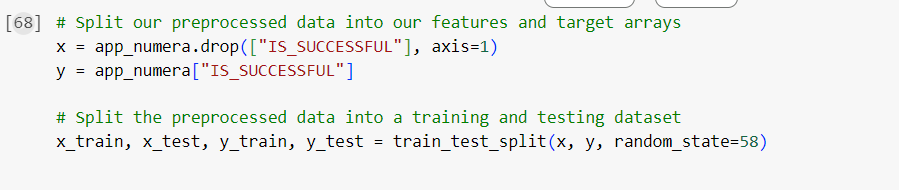 [68] # Split our preprocessed data into our features and target arrays
x = app_numera.drop(["IS_SUCCESSFUL"], axis=1)
y = app_numera["IS_SUCCESSFUL"]
# Split the preprocessed data into a training and testing dataset
x_train, x_test, y_train, y_test = train_test_split(x, y, random_state=58)